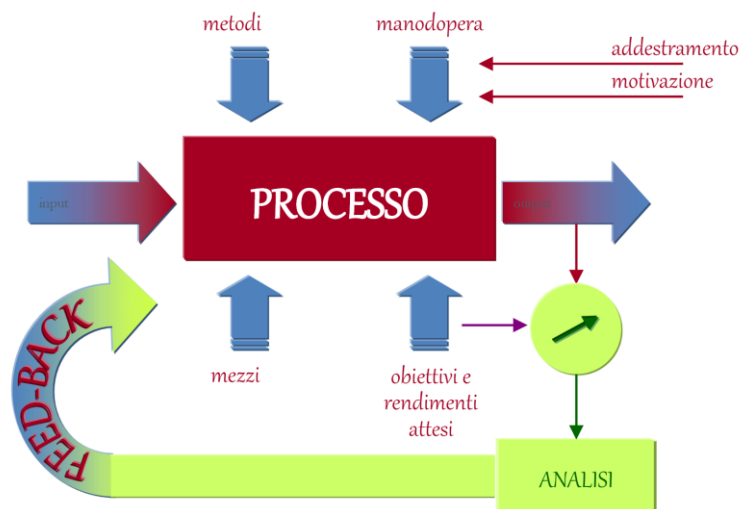 metodi
manodopera
addestramento
motivazione
input
PROCESSO
output
FEED-BACK
mezzi
obiettivi e
rendimenti
attesi
ANALISI